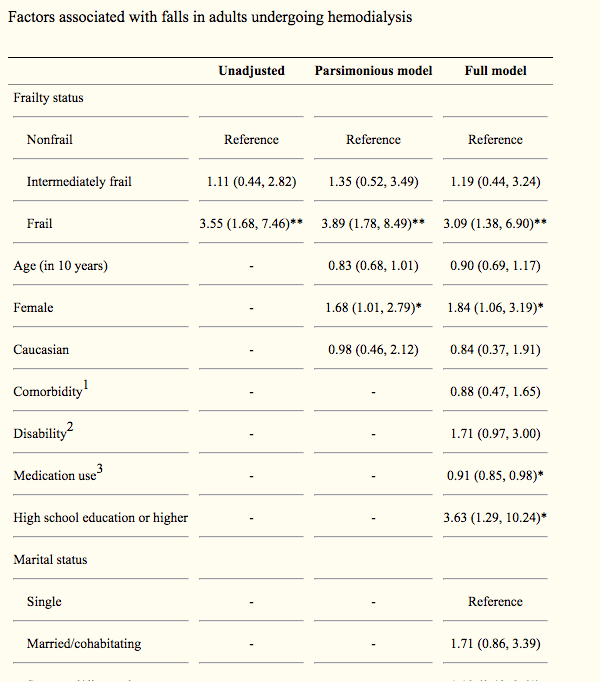 Factors associated with falls in adults undergoing hemodialysis
Unadjusted Parsimonious model Full model
Frailty status
Nonfrail Reference Reference Reference
Intermediately frail 1.11 (0.44, 2.82) 1.35 (0.52, 3.49) 1.19 (0.44, 3.24)
Frail 3.55 (1.68, 7.46)** 3.89 (1.78, 8.49)** 3.09 (1.38, 6.90)**
Age (in 10 years) - 0.83 (0.68, 1.01) 0.90 (0.69, 1.17)
Female - 1.68 (1.01, 2.79)* 1.84 (1.06, 3.19)*
Caucasian - 0.98 (0.46, 2.12) 0.84 (0.37, 1.91)
Comorbidity1 - - 0.88 (0.47, 1.65)
Disability2 - - 1.71 (0.97, 3.00)
Medication use3 - - 0.91 (0.85, 0.98)*
High school education or higher - - 3.63 (1.29, 10.24)*
Marital status
Single - - Reference
Married/cohabitating - - 1.71 (0.86, 3.39)